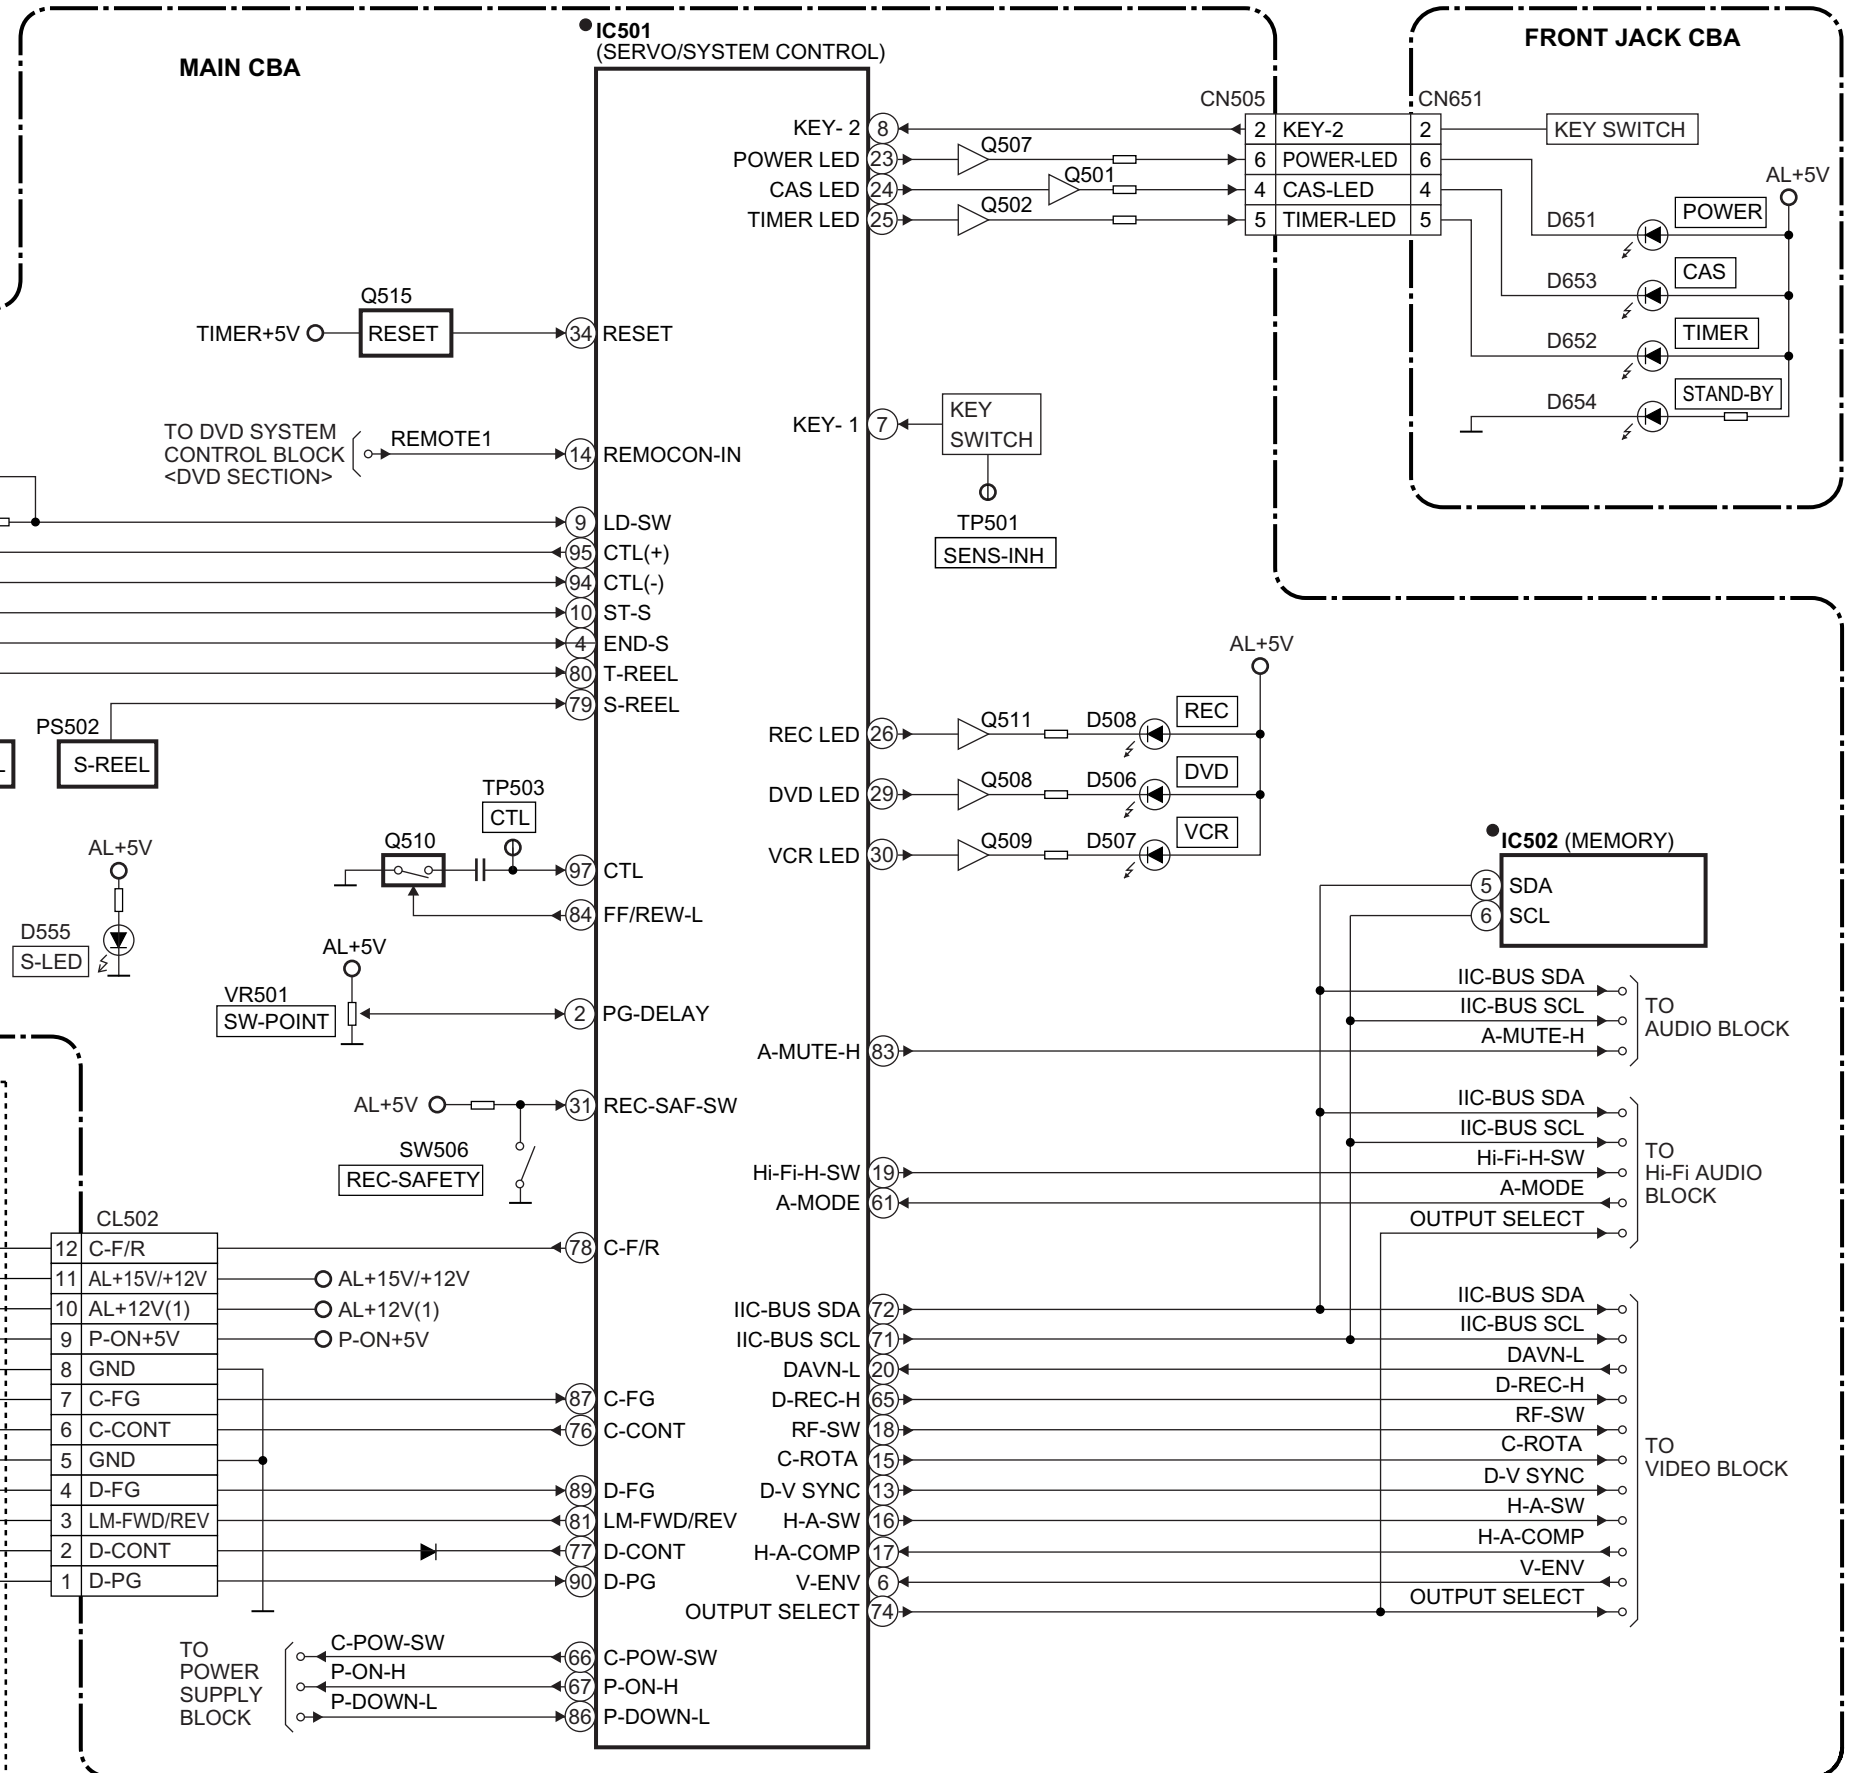 MAIN CBA
IC501
(SERVO/SYSTEM CONTROL)
FRONT JACK CBA
CN505
CN651
KEY- 2 8
2 KEY-2 2
KEY SWITCH
POWER LED 23
Q507
6 POWER-LED 6
CAS LED 24
Q501
4 CAS-LED 4
TIMER LED 25
Q502
5 TIMER-LED 5
AL+5V
D651
POWER
D653
CAS
D652
TIMER
D654
STAND-BY
Q515
TIMER+5V
RESET
34 RESET
TO DVD SYSTEM
CONTROL BLOCK
<DVD SECTION>
REMOTE1
14 REMOCON-IN
KEY- 1 7
KEY
SWITCH
TP501
SENS-INH
9 LD-SW
95 CTL(+)
94 CTL(-)
10 ST-S
4 END-S
80 T-REEL
79 S-REEL
PS502
S-REEL
AL+5V
REC LED 26
Q511
D508
REC
DVD LED 29
Q508
D506
DVD
VCR LED 30
Q509
D507
VCR
TP503
CTL
Q510
97 CTL
84 FF/REW-L
AL+5V
D555
S-LED
AL+5V
VR501
SW-POINT
2 PG-DELAY
IC502 (MEMORY)
5 SDA
6 SCL
IIC-BUS SDA
IIC-BUS SCL
A-MUTE-H 83
A-MUTE-H
TO
AUDIO BLOCK
AL+5V
31 REC-SAF-SW
SW506
REC-SAFETY
IIC-BUS SDA
IIC-BUS SCL
Hi-Fi-H-SW 19
Hi-Fi-H-SW
A-MODE 61
A-MODE
OUTPUT SELECT
TO
Hi-Fi AUDIO
BLOCK
CL502
12 C-F/R
78 C-F/R
11 AL+15V/+12V
AL+15V/+12V
10 AL+12V(1)
AL+12V(1)
9 P-ON+5V
P-ON+5V
8 GND
7 C-FG
87 C-FG
6 C-CONT
76 C-CONT
5 GND
4 D-FG
89 D-FG
3 LM-FWD/REV
81 LM-FWD/REV
2 D-CONT
77 D-CONT
1 D-PG
90 D-PG
IIC-BUS SDA 72
IIC-BUS SDA
IIC-BUS SCL 71
IIC-BUS SCL
DAVN-L 20
DAVN-L
D-REC-H 65
D-REC-H
RF-SW 18
RF-SW
C-ROTA 15
C-ROTA
D-V SYNC 13
D-V SYNC
H-A-SW 16
H-A-SW
H-A-COMP 17
H-A-COMP
V-ENV 6
V-ENV
OUTPUT SELECT 74
OUTPUT SELECT
TO
VIDEO BLOCK
TO
POWER
SUPPLY
BLOCK
C-POW-SW
66 C-POW-SW
P-ON-H
67 P-ON-H
P-DOWN-L
86 P-DOWN-L